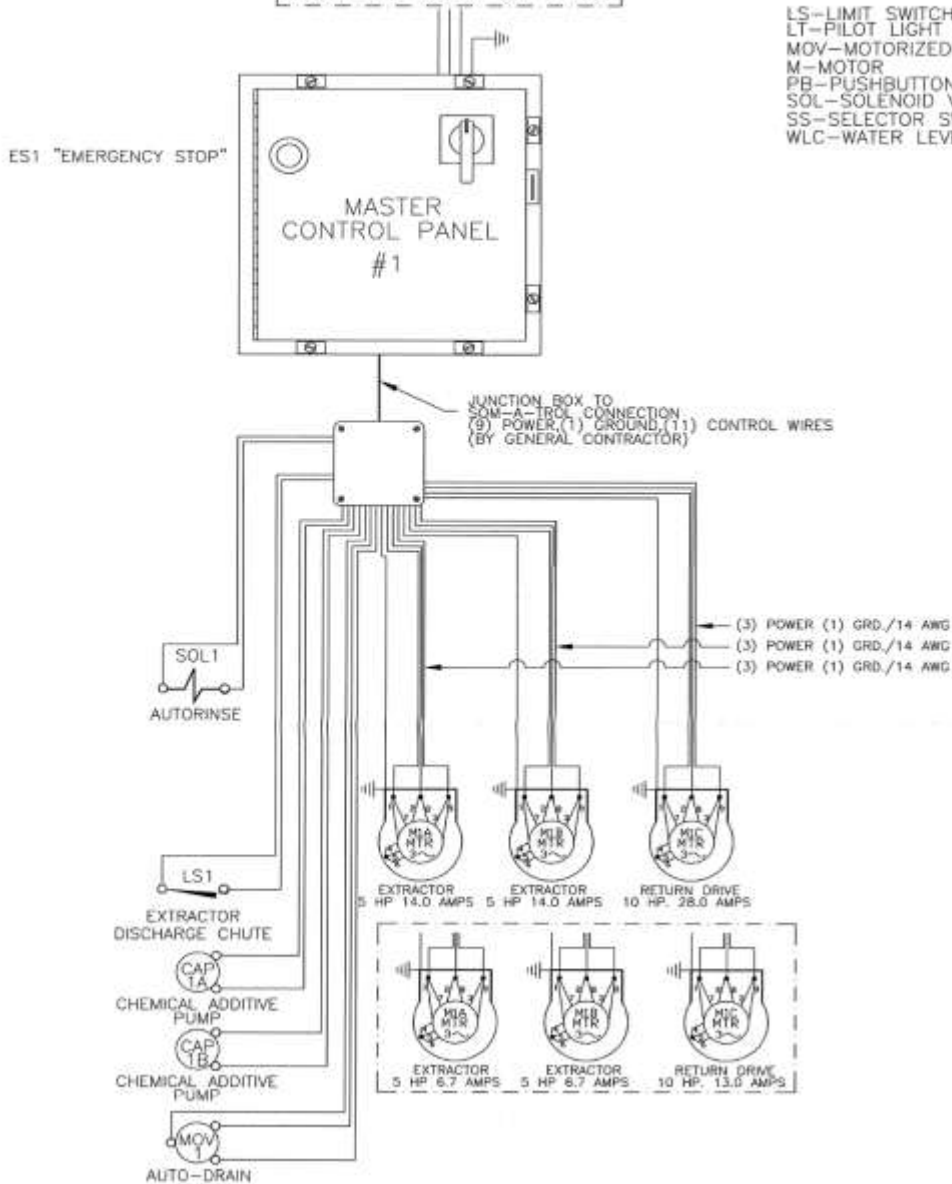 LS-LIMIT SWITCH
LT-PILOT LIGHT
MOV-MOTORIZED
M-MOTOR
PB-PUSHBUTTON
SOL-SOLENOID
SS-SELECTOR
WLC-WATER
ES1 "EMERGENCY STOP"
MASTER
CONTROL PANEL
#1
JUNCTION BOX TO
SOM-A-TROL CONNECTION
(9) POWER,(1) GROUND,(11) CONTROL WIRES
(BY GENERAL CONTRACTOR)
(3) POWER (1) GRD./14 AWG
(3) POWER (1) GRD./14 AWG
(3) POWER (1) GRD./14 AWG
SOL1
AUTORINSE
M1A
MTR
3~
M1B
MTR
3~
M1C
MTR
3~
EXTRACTOR
5 HP 14.0 AMPS
EXTRACTOR
5 HP 14.0 AMPS
RETURN DRIVE
10 HP. 28.0 AMPS
LS1
EXTRACTOR
DISCHARGE CHUTE
CAP
1A
CHEMICAL ADDITIVE
PUMP
CAP
1B
CHEMICAL ADDITIVE
PUMP
MOV
1
AUTO-DRAIN
M1A
MTR
3~
M1B
MTR
3~
M1C
MTR
3~
EXTRACTOR
5 HP 6.7 AMPS
EXTRACTOR
5 HP 6.7 AMPS
RETURN DRIVE
10 HP. 13.0 AMPS